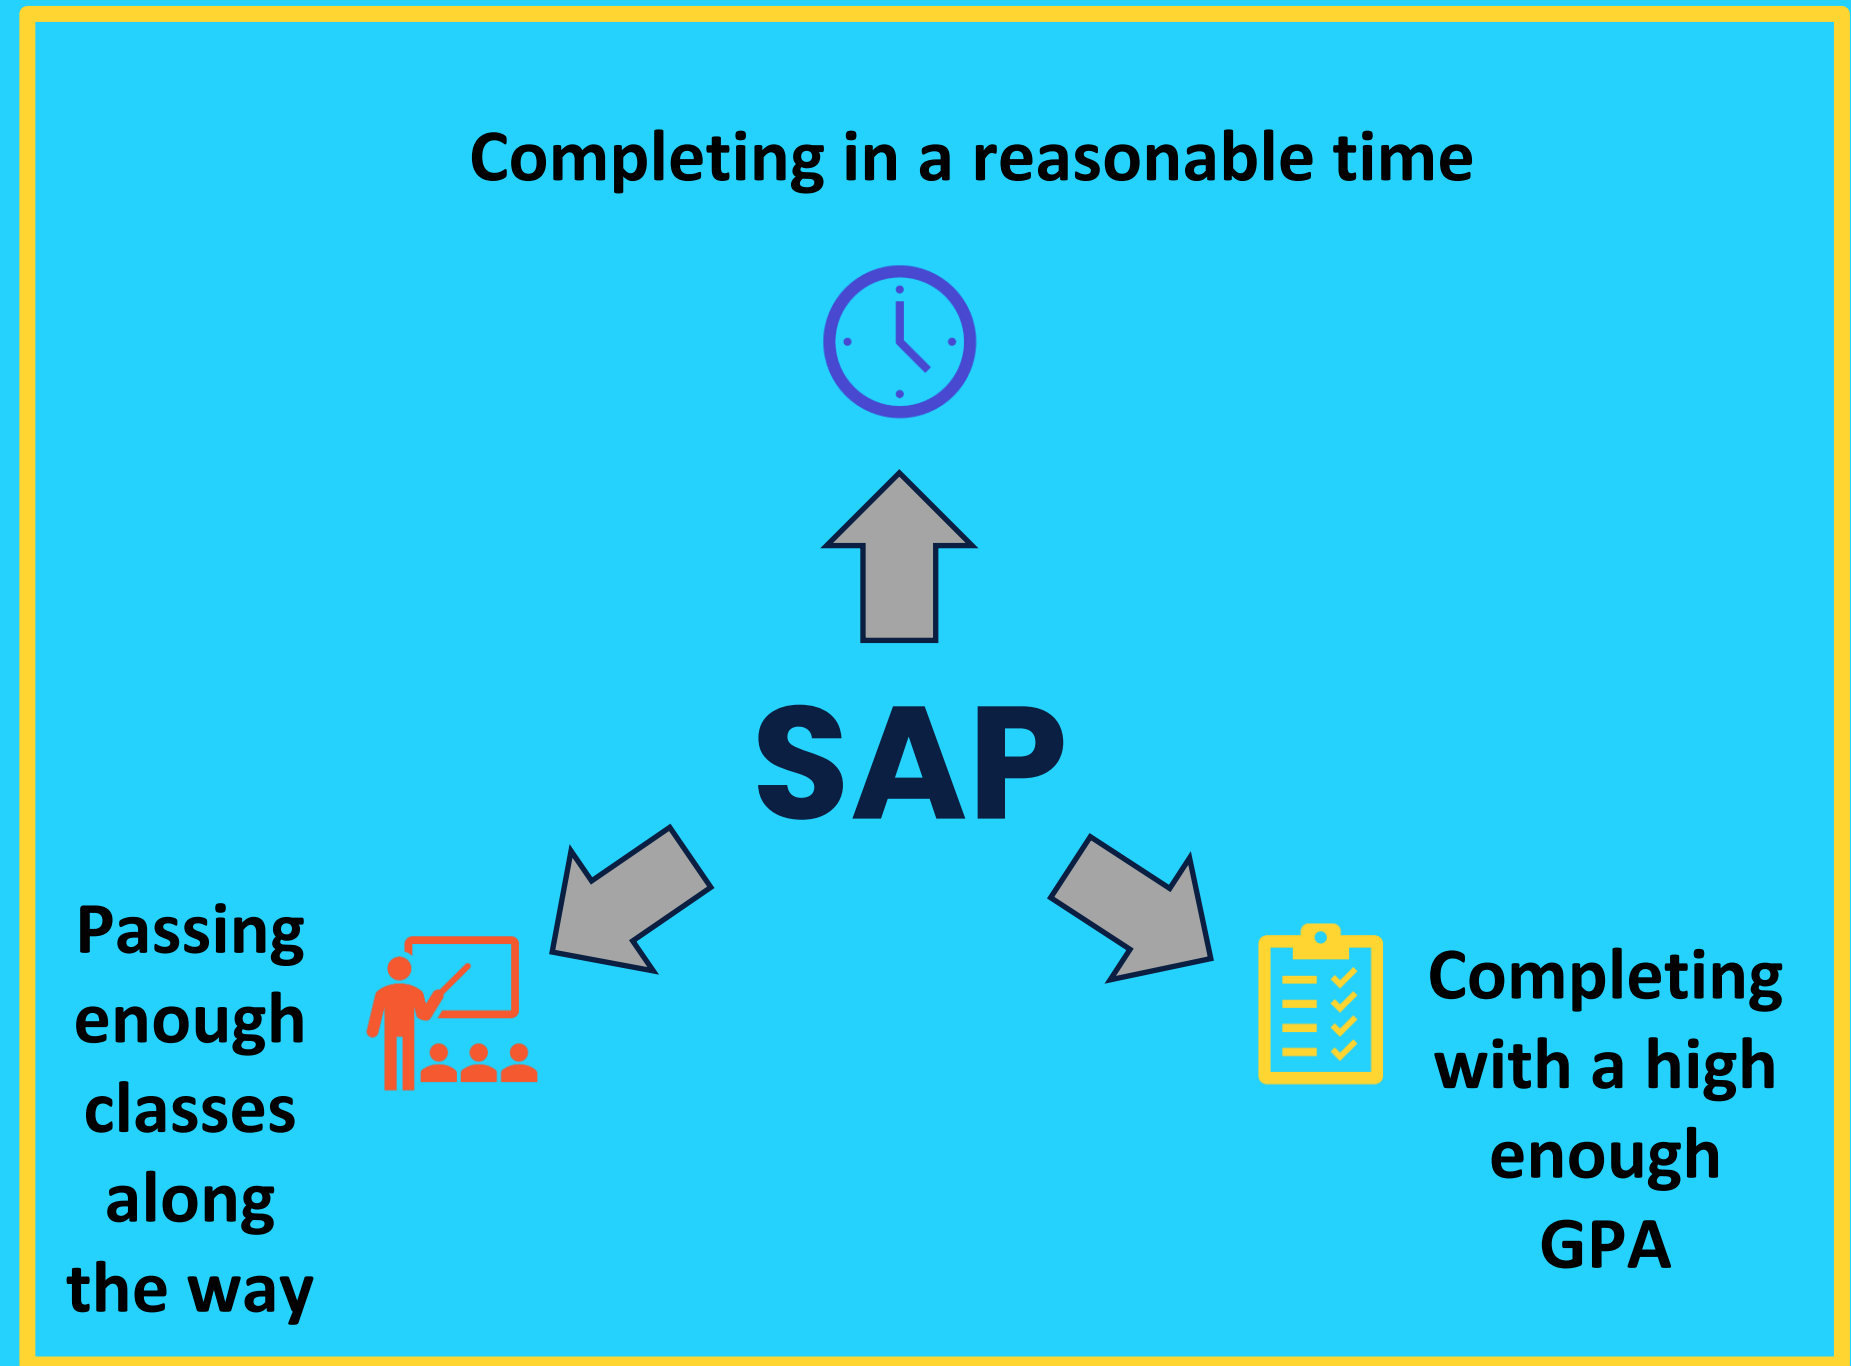 Completing in a reasonable time
SAP
Passing
enough
classes
along
the way
Completing
with a high
enough
GPA